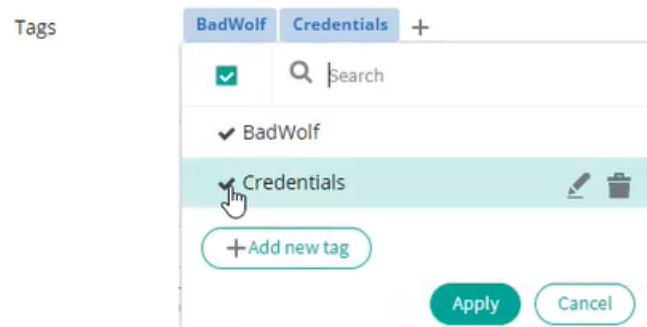 Tags BadWolf Credentials +
Search
BadWolf
Credentials
+Add new tag
Apply Cancel